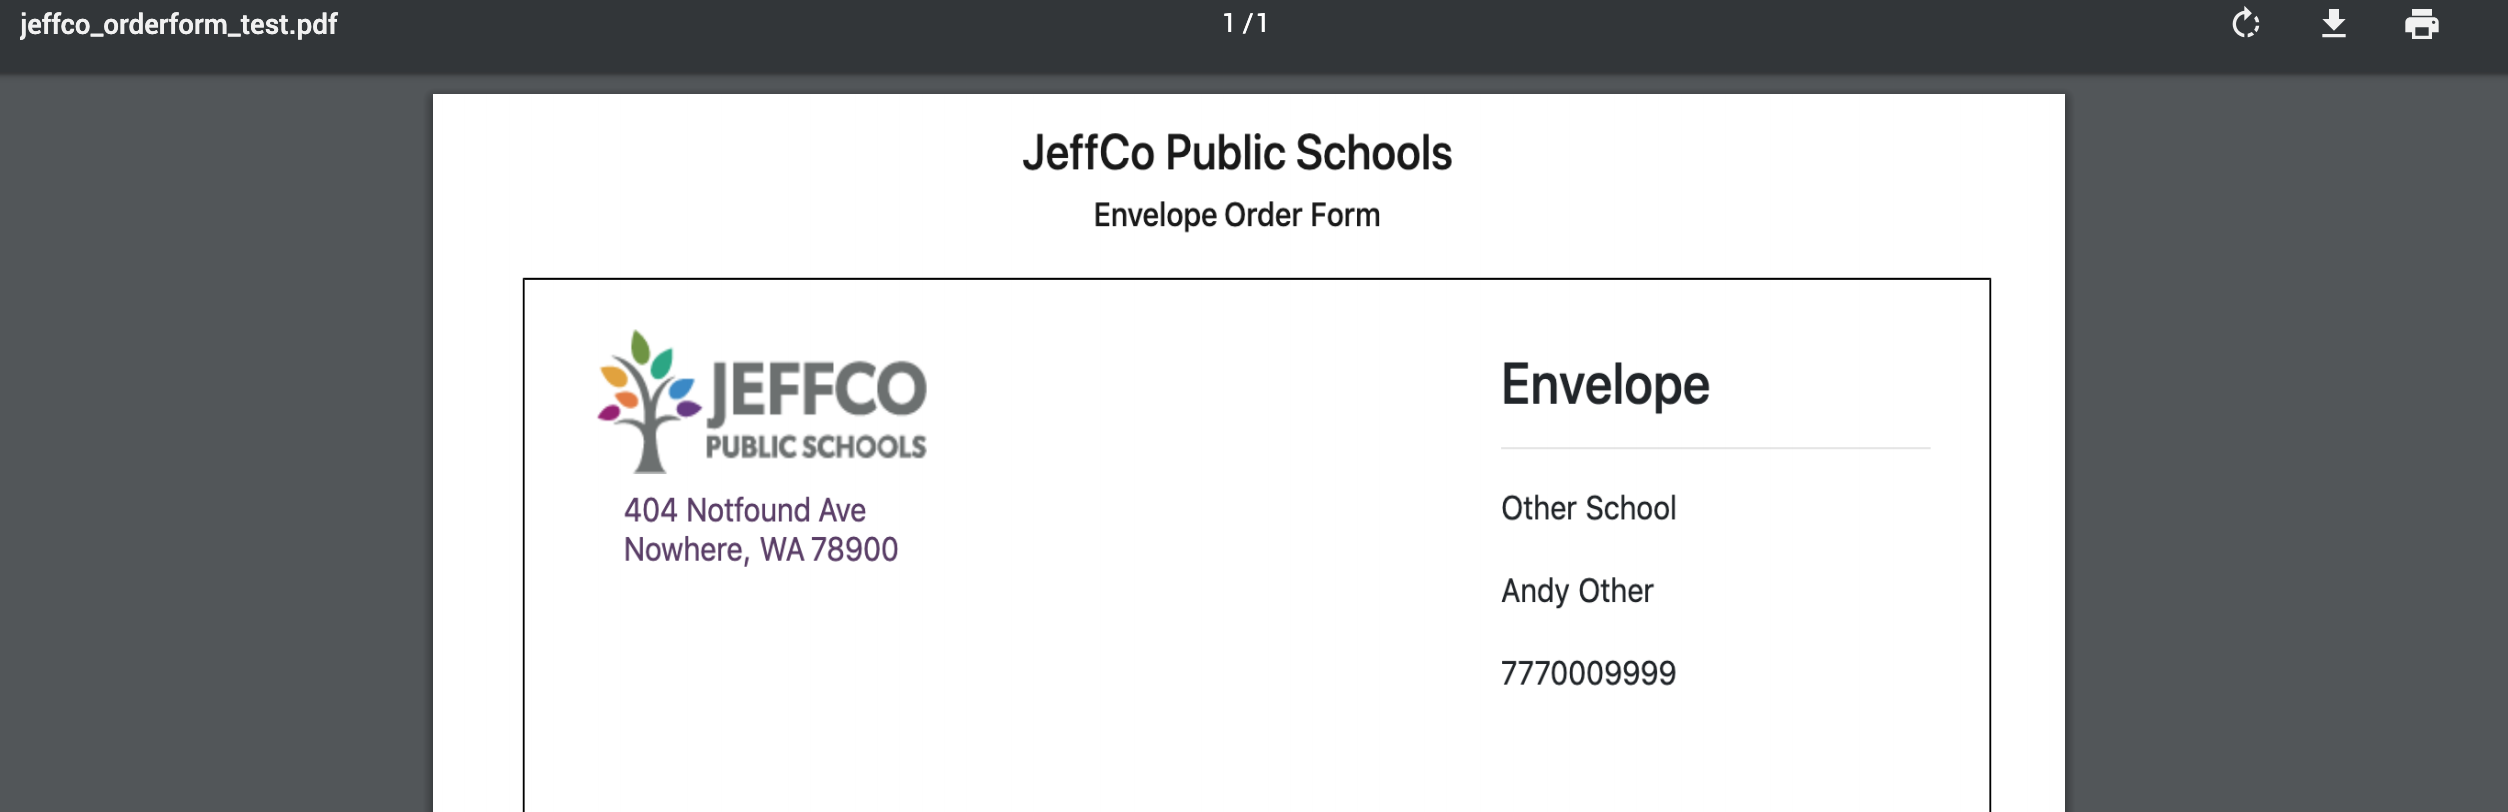 jeffco_orderform_test.pdf
1 / 1
JeffCo Public Schools
Envelope Order Form
JEFFCO
PUBLIC SCHOOLS
404 Notfound Ave
Nowhere, WA 78900
Envelope
Other School
Andy Other
7770009999